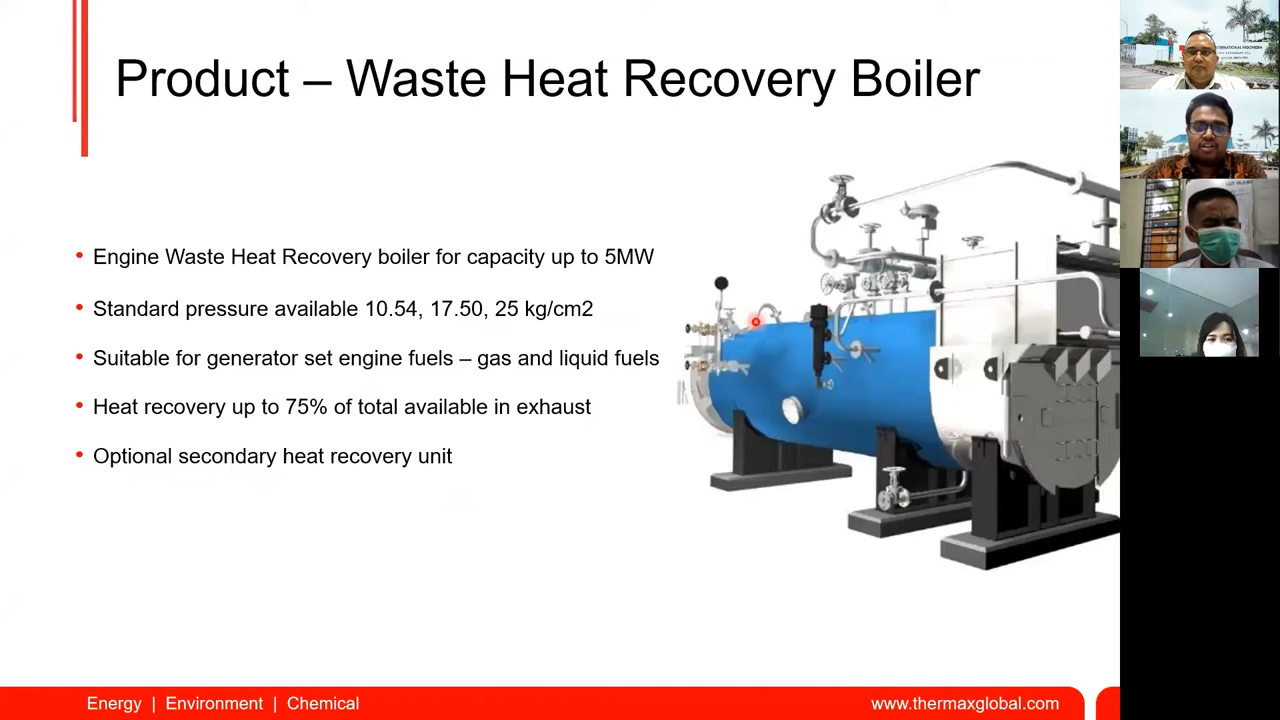 Product – Waste Heat Recovery Boiler
• Engine Waste Heat Recovery boiler for capacity up to 5MW
• Standard pressure available 10.54, 17.50, 25 kg/cm2
• Suitable for generator set engine fuels – gas and liquid fuels
• Heat recovery up to 75% of total available in exhaust
• Optional secondary heat recovery unit
Energy | Environment | Chemical
www.thermaxglobal.com